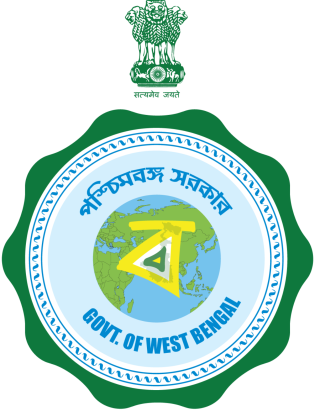 सत्यमेव जयते
পশ্চিমবঙ্গ সরকার
ব
GOVT. OF WEST BENGAL